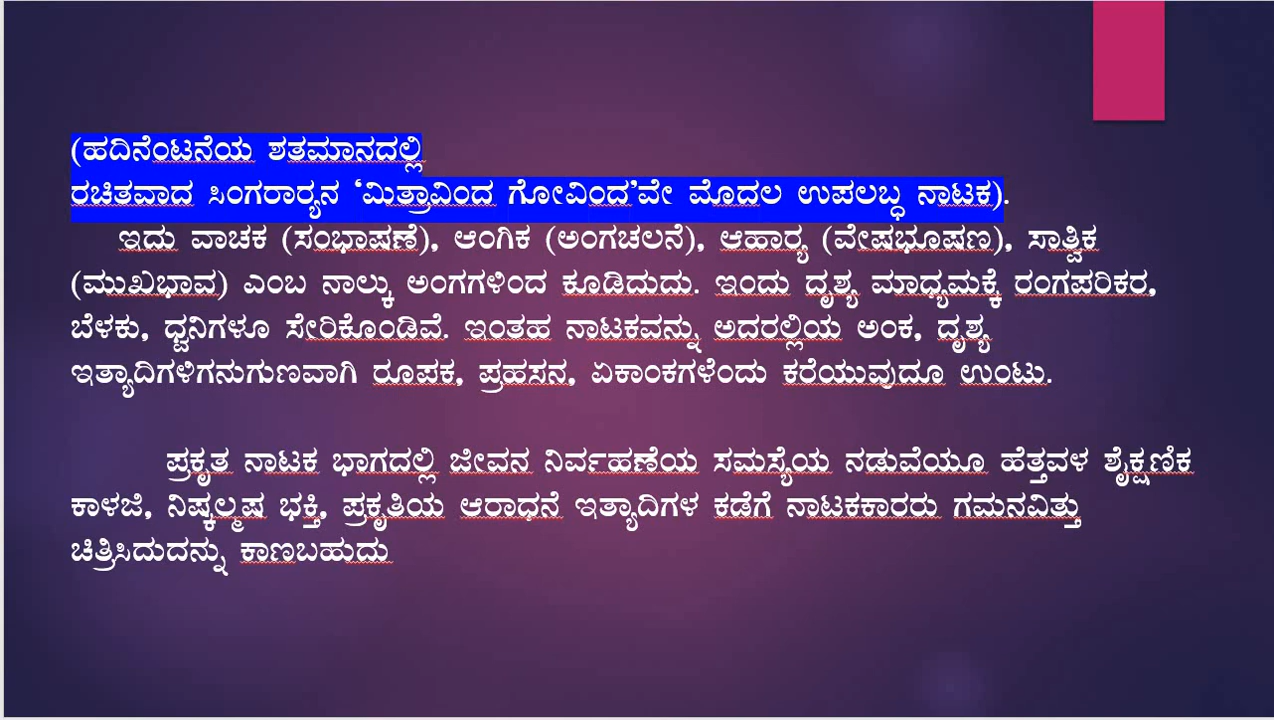 (ಹದಿನೆಂಟನೆಯ ಶತಮಾನದಲ್ಲಿ
ರಚಿತವಾದ ಸಿಂಗರಾರ‍್ಯನ ‘ಮಿತ್ರಾವಿಂದ ಗೋವಿಂದ’ವೇ ಮೊದಲ ಉಪಲಬ್ಧ ನಾಟಕ).
ಇದು ವಾಚಕ (ಸಂಭಾಷಣೆ), ಆಂಗಿಕ (ಅಂಗಚಲನೆ), ಆಹಾರ‍್ಯ (ವೇಷಭೂಷಣ), ಸಾತ್ವಿಕ
(ಮುಖಭಾವ) ಎಂಬ ನಾಲ್ಕು ಅಂಗಗಳಿಂದ ಕೂಡಿದುದು. ಇಂದು ದೃಶ್ಯ ಮಾಧ್ಯಮಕ್ಕೆ ರಂಗಪರಿಕರ,
ಬೆಳಕು, ಧ್ವನಿಗಳೂ ಸೇರಿಕೊಂಡಿವೆ. ಇಂತಹ ನಾಟಕವನ್ನು ಅದರಲ್ಲಿಯ ಅಂಕ, ದೃಶ್ಯ
ಇತ್ಯಾದಿಗಳಿಗನುಗುಣವಾಗಿ ರೂಪಕ, ಪ್ರಹಸನ, ಏಕಾಂಕಗಳೆಂದು ಕರೆಯುವುದೂ ಉಂಟು.
ಪ್ರಕೃತ ನಾಟಕ ಭಾಗದಲ್ಲಿ ಜೀವನ ನಿರ್ವಹಣೆಯ ಸಮಸ್ಯೆಯ ನಡುವೆಯೂ ಹೆತ್ತವಳ ಶೈಕ್ಷಣಿಕ
ಕಾಳಜಿ, ನಿಷ್ಕಲ್ಮಷ ಭಕ್ತಿ, ಪ್ರಕೃತಿಯ ಆರಾಧನೆ ಇತ್ಯಾದಿಗಳ ಕಡೆಗೆ ನಾಟಕಕಾರರು ಗಮನವಿತ್ತು
ಚಿತ್ರಿಸಿದುದನ್ನು ಕಾಣಬಹುದು